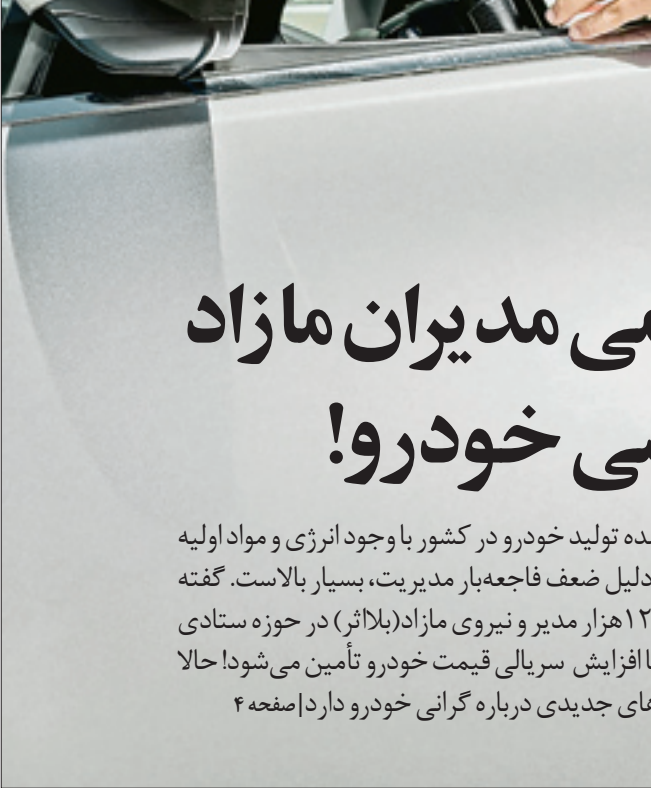 مدیران مازاد
خودرو!
تولید خودرو در کشور با وجود انرژی و مواد اولیه
دلیل ضعف فاجعه‌بار مدیریت، بسیار بالاست. گفته
۱۲هزار مدیر و نیروی مازاد(بلااثر) در حوزه ستادی
افزایش سریالی قیمت خودرو تأمین می‌شود! حالا
های جدیدی درباره گرانی خودرو دارد|صفحه ۴